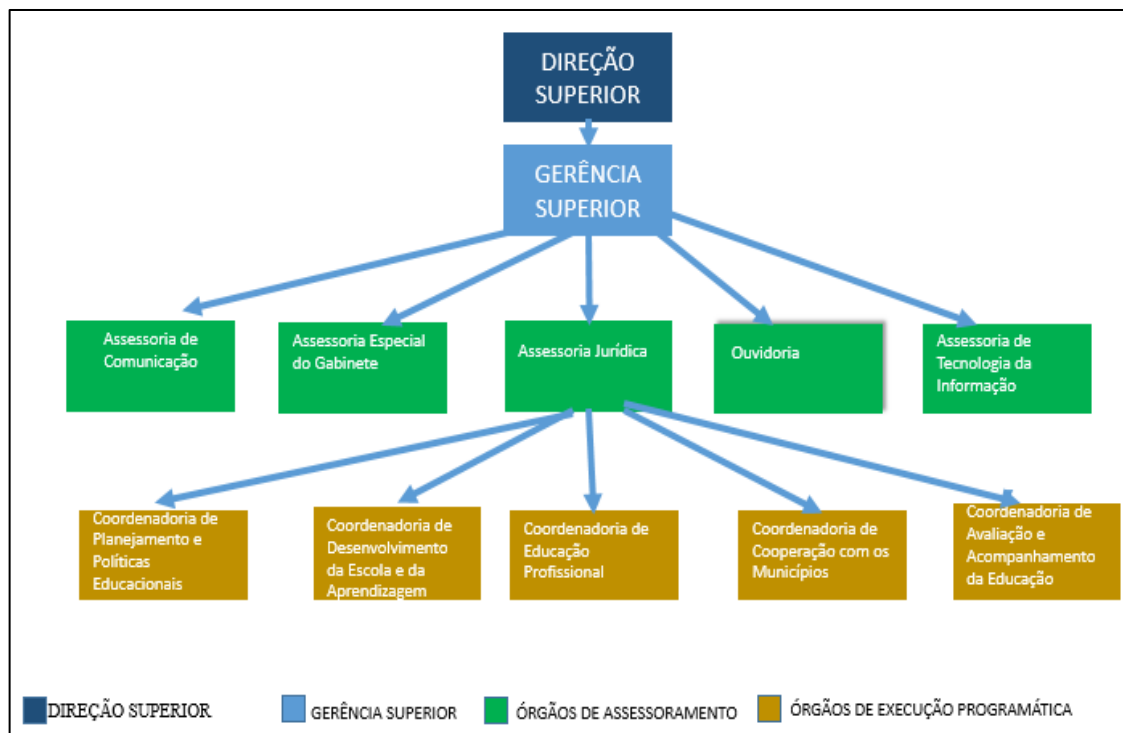 DIREÇÃO
SUPERIOR
GERÊNCIA
SUPERIOR
Assessoria de
Comunicação
Assessoria Especial
do Gabinete
Assessoria Jurídica
Ouvidoria
Assessoria de
Tecnologia da
Informação
Coordenadoria de
Planejamento e
Políticas
Educacionais
Coordenadoria de
Desenvolvimento
da Escola e da
Aprendizagem
Coordenadoria de
Educação
Profissional
Coordenadoria de
Cooperação com os
Municípios
Coordenadoria de
Avaliação e
Acompanhamento
da Educação
DIREÇÃO SUPERIOR
GERÊNCIA SUPERIOR
ÓRGÃOS DE ASSESSORAMENTO
ÓRGÃOS DE EXECUÇÃO PROGRAMÁTICA